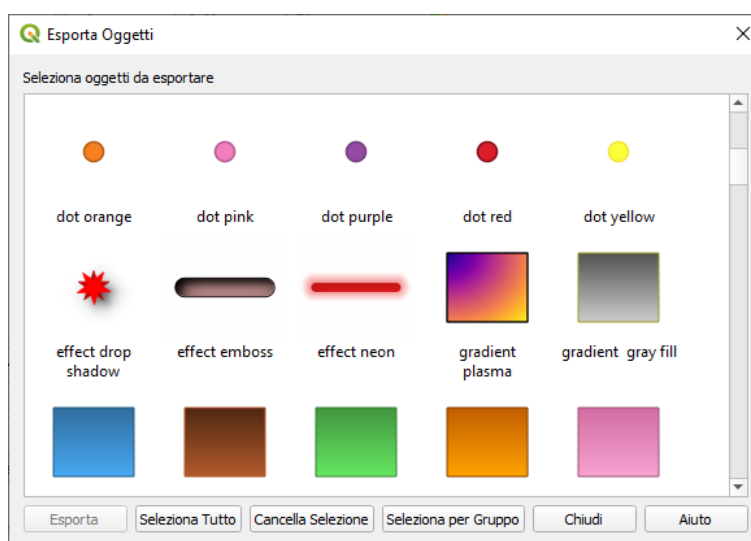 Esporta Oggetti
Seleziona oggetti da esportare
dot orange dot pink dot purple dot red dot yellow
effect drop effect emboss effect neon gradient gradient gray fill
shadow plasma
Esporta Seleziona Tutto Cancella Selezione Seleziona per Gruppo Chiudi Aiuto